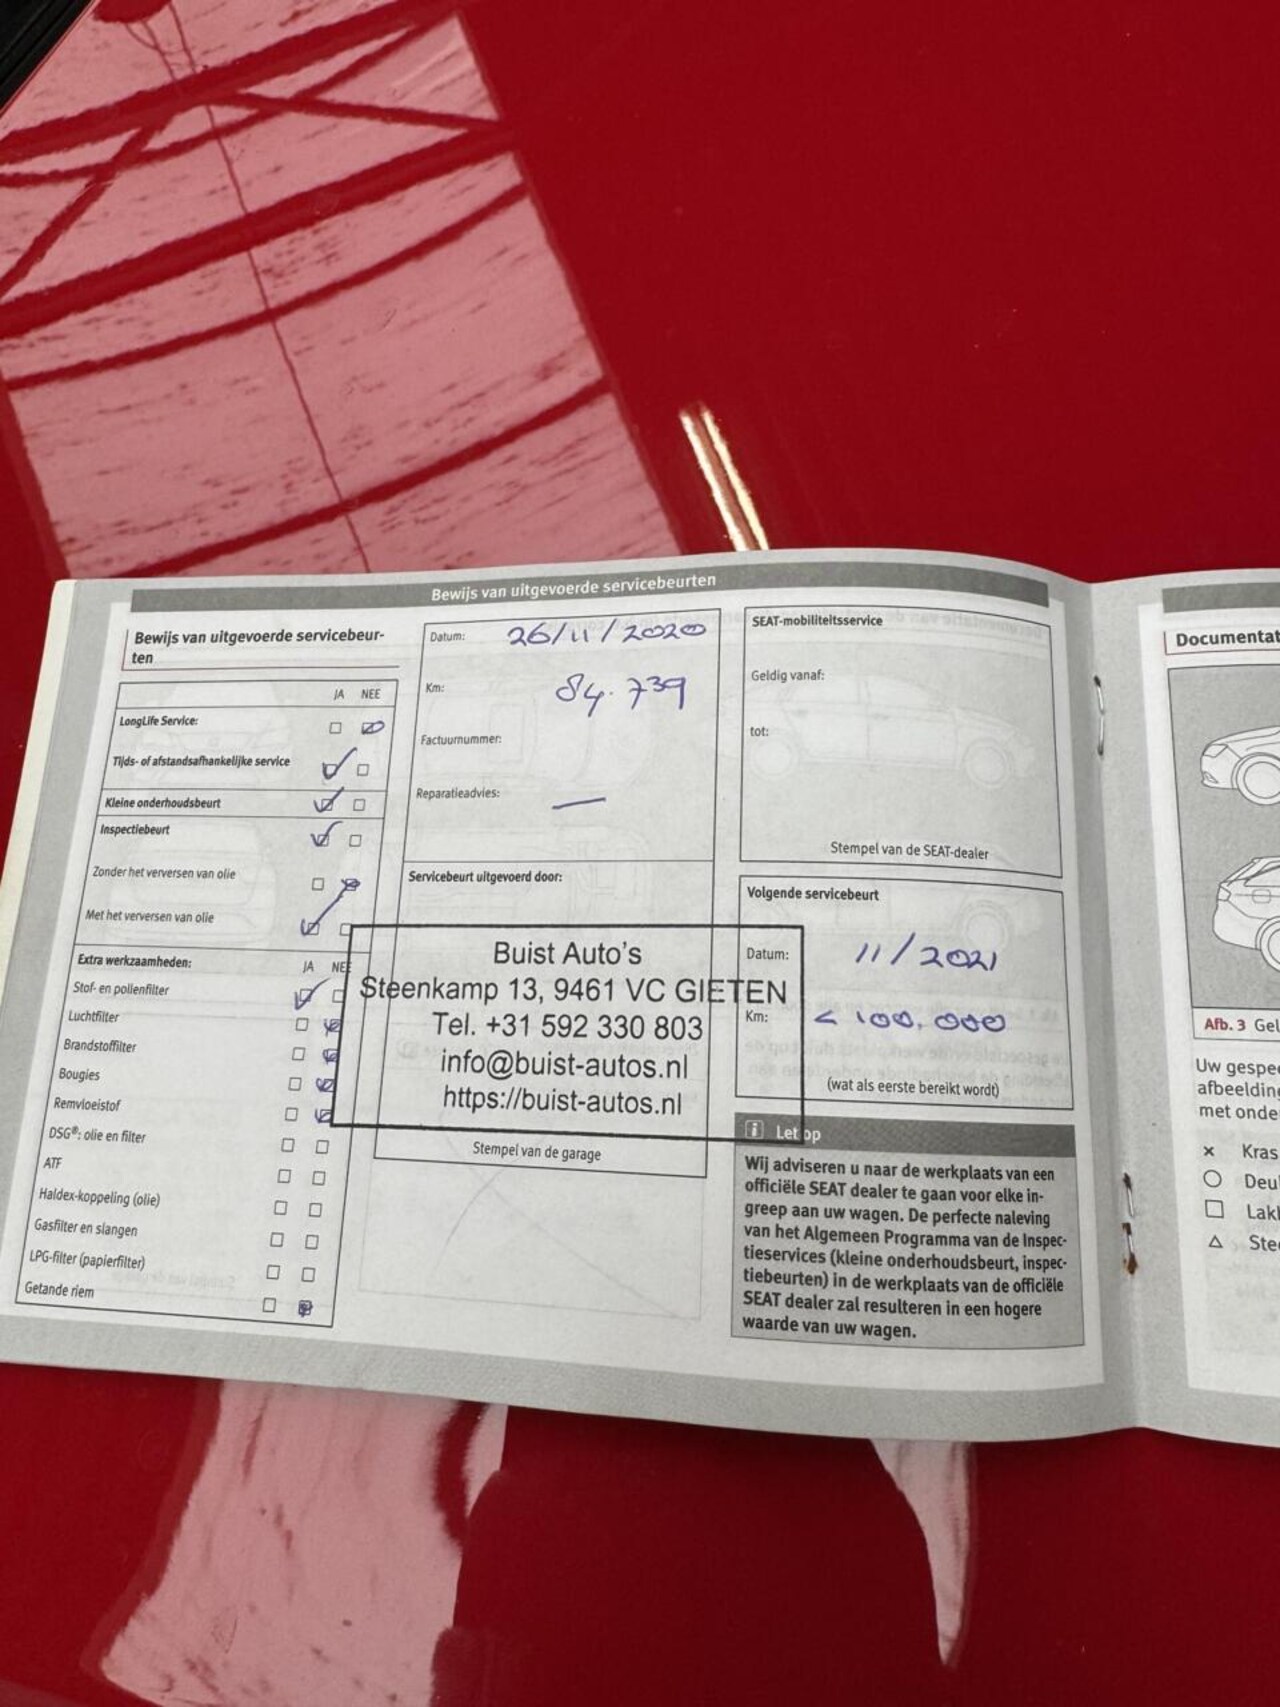 Bewijs van uitgevoerde servicebeurten
Bewijs van uitgevoerde servicebeur-
ten
JA NEE
LongLife Service:
Tijds- of afstandsafhankelijke service
Kleine onderhoudsbeurt
Inspectiebeurt
Zonder het verversen van olie
Met het verversen van olie
Extra werkzaamheden: JA NEE
Stof- en pollenfilter
Luchtfilter
Brandstoffilter
Bougies
Remvloeistof
DSG®: olie en filter
ATF
Haldex-koppeling (olie)
Gasfilter en slangen
LPG-filter (papierfilter)
Getande riem
Datum: 26/11/2020
Km: 84.739
Factuurnummer:
Reparatieadvies: —
Servicebeurt uitgevoerd door:
Buist Auto's
Steenkamp 13, 9461 VC GIETEN
Tel. +31 592 330 803
info@buist-autos.nl
https://buist-autos.nl
Stempel van de garage
SEAT-mobiliteitsservice
Geldig vanaf:
tot:
Stempel van de SEAT-dealer
Volgende servicebeurt
Datum: 11/2021
Km: < 100.000
(wat als eerste bereikt wordt)
i Let op
Wij adviseren u naar de werkplaats van een
officiële SEAT dealer te gaan voor elke in-
greep aan uw wagen. De perfecte naleving
van het Algemeen Programma van de Inspec-
tieservices (kleine onderhoudsbeurt, inspec-
tiebeurten) in de werkplaats van de officiële
SEAT dealer zal resulteren in een hogere
waarde van uw wagen.
Documentat
Afb. 3 Gel
Uw gespe
afbeelding
met onde
Kras
Deu
Lak
Stee